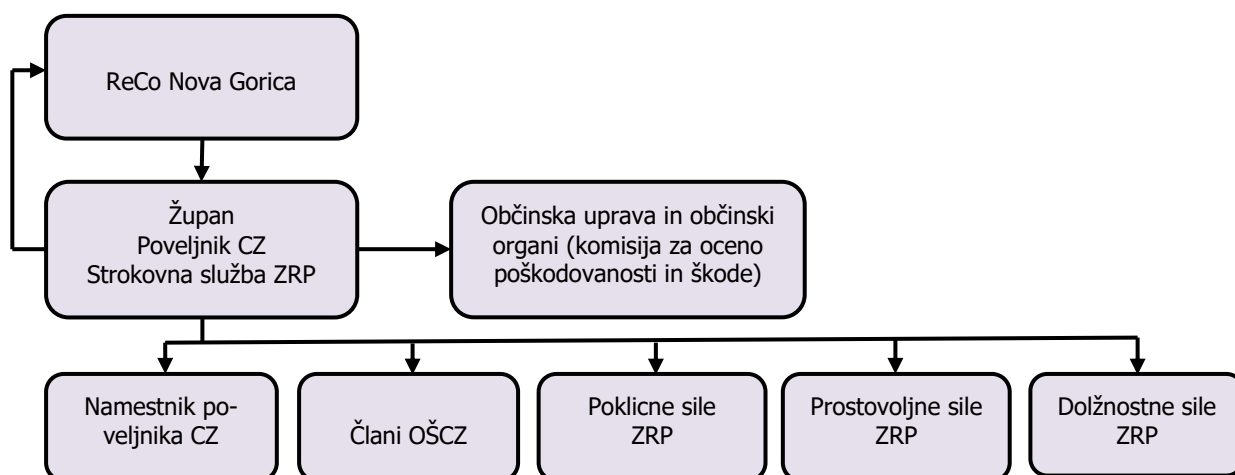 ReCo Nova Gorica
Župan
Poveljnik CZ
Strokovna služba ZRP
Občinska uprava in občinski
organi (komisija za oceno
poškodovanosti in škode)
Namestnik po-
veljnika CZ
Člani OŠCZ
Poklicne sile
ZRP
Prostovoljne sile
ZRP
Dolžnostne sile
ZRP